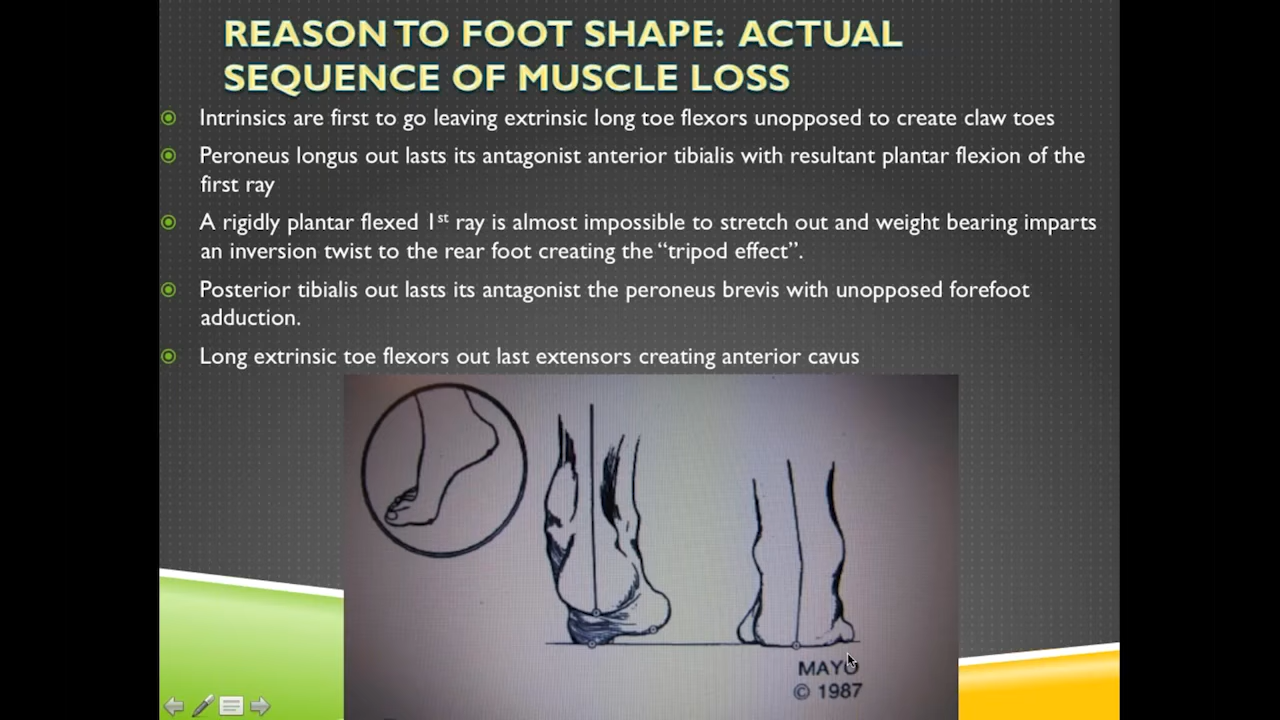 REASON TO FOOT SHAPE: ACTUAL
SEQUENCE OF MUSCLE LOSS
Intrinsics are first to go leaving extrinsic long toe flexors unopposed to create claw toes
Peroneus longus out lasts its antagonist anterior tibialis with resultant plantar flexion of the
first ray
A rigidly plantar flexed 1st ray is almost impossible to stretch out and weight bearing imparts
an inversion twist to the rear foot creating the “tripod effect”.
Posterior tibialis out lasts its antagonist the peroneus brevis with unopposed forefoot
adduction.
Long extrinsic toe flexors out last extensors creating anterior cavus
MAYO
© 1987